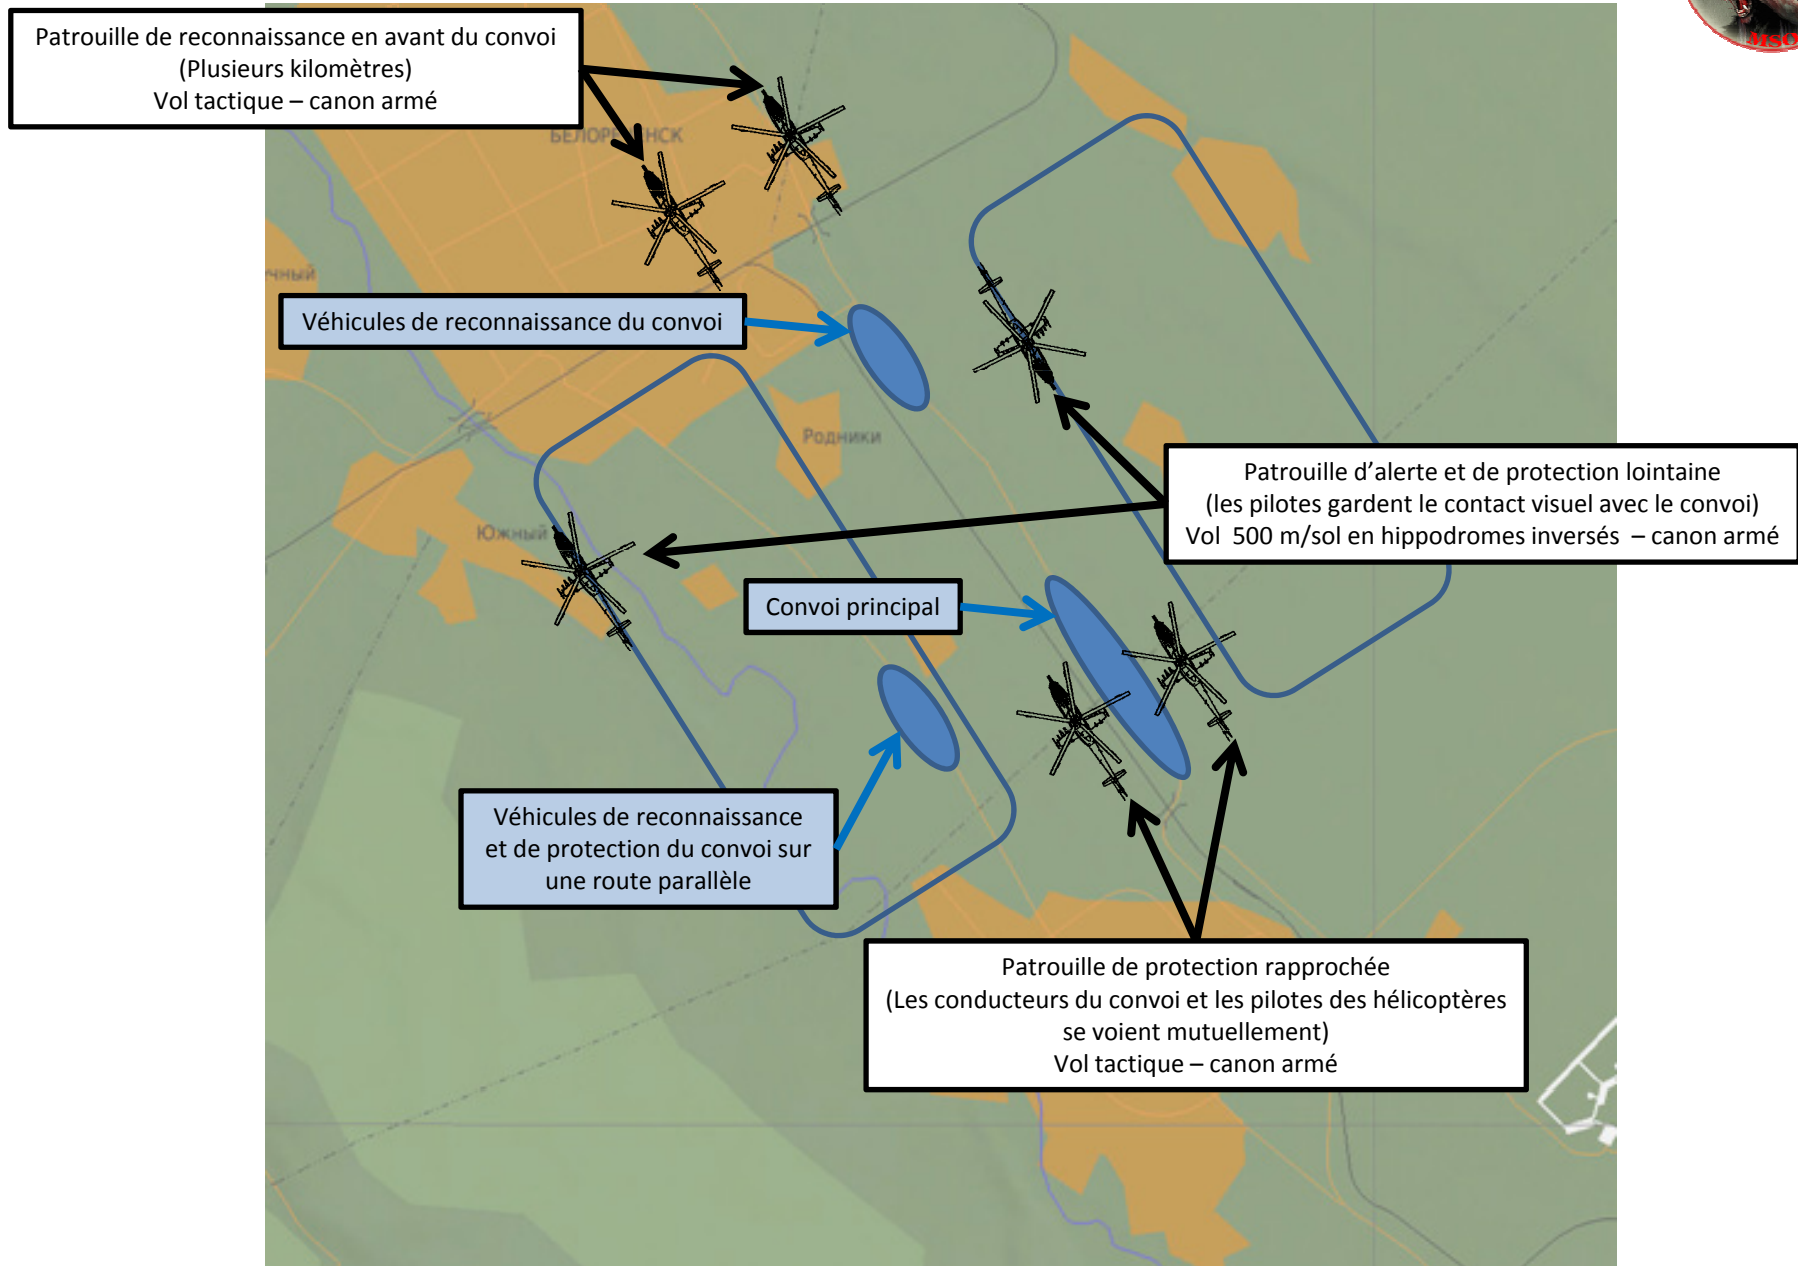 MSO
Patrouille de reconnaissance en avant du convoi
(Plusieurs kilomètres)
Vol tactique – canon armé
Véhicules de reconnaissance du convoi
Родники
Южный
Patrouille d’alerte et de protection lointaine
(les pilotes gardent le contact visuel avec le convoi)
Vol 500 m/sol en hippodromes inversés – canon armé
Convoi principal
Véhicules de reconnaissance
et de protection du convoi sur
une route parallèle
Patrouille de protection rapprochée
(Les conducteurs du convoi et les pilotes des hélicoptères
se voient mutuellement)
Vol tactique – canon armé